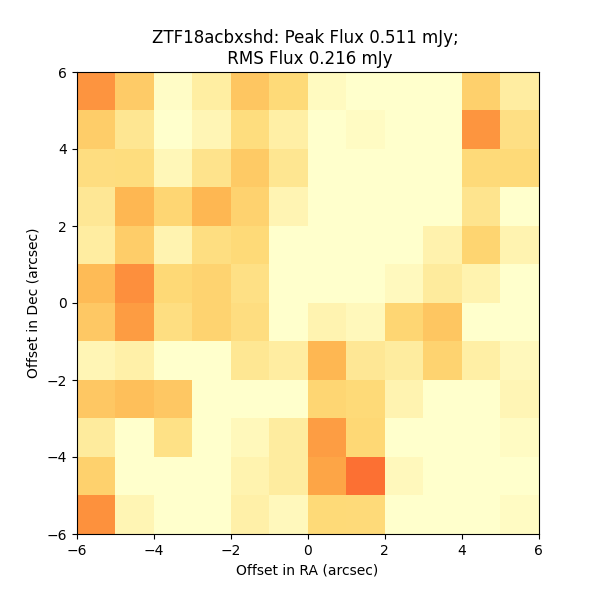 ZTF18acbxshd: Peak Flux 0.511 mJy;
RMS Flux 0.216 mJy
6
4
2
0
−2
−4
−6
Offset in Dec (arcsec)
−6 −4 −2 0 2 4 6
Offset in RA (arcsec)